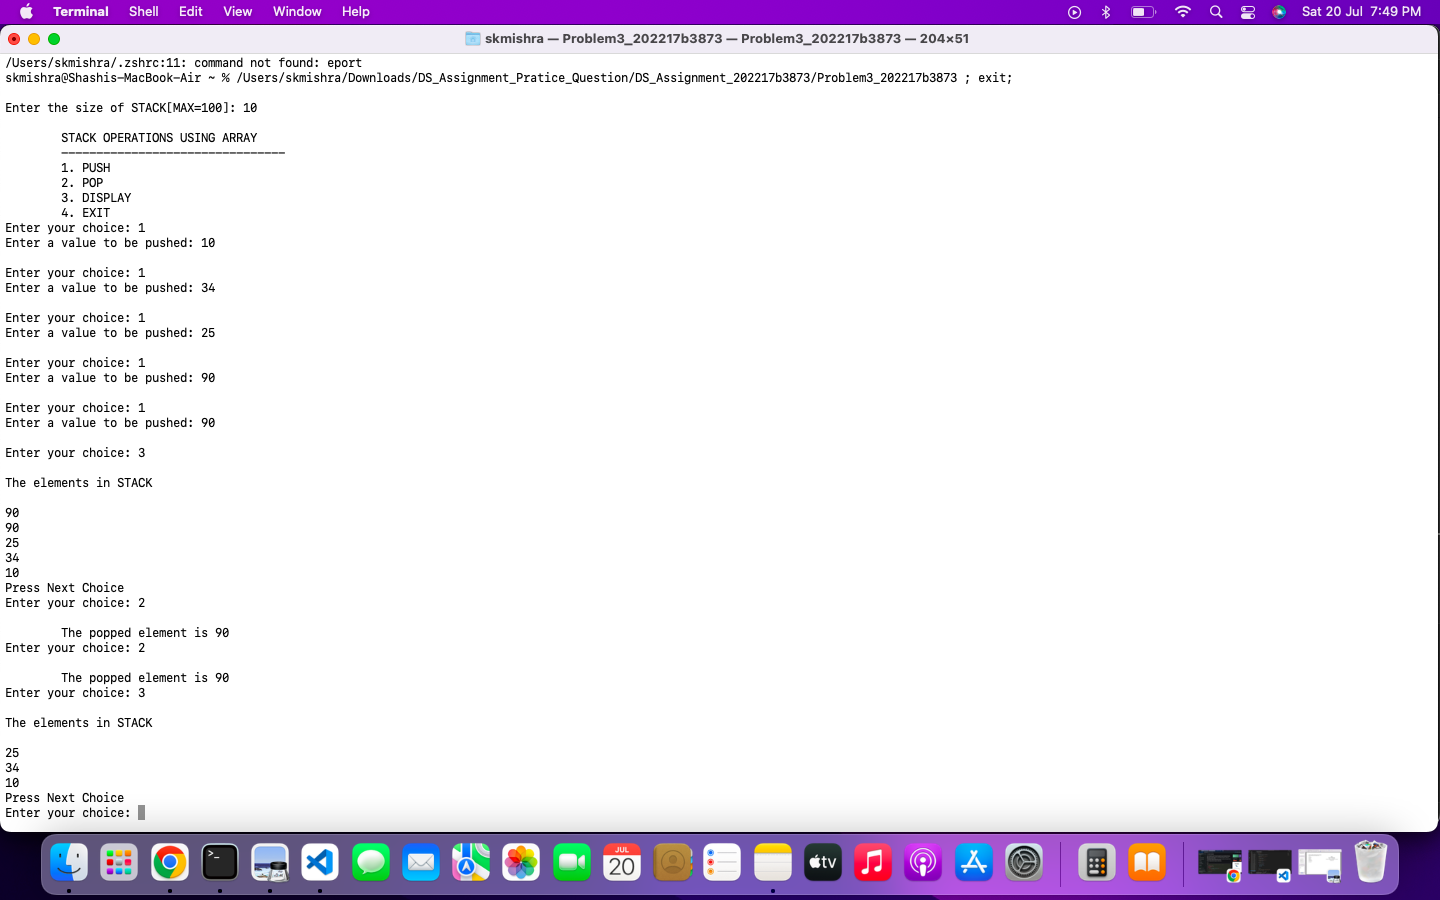 Terminal Shell Edit View Window Help Sat 20 Jul 7:49 PM
skmishra — Problem3_202217b3873 — Problem3_202217b3873 — 204×51
/Users/skmishra/.zshrc:11: command not found: eport
skmishra@Shashis-MacBook-Air ~ % /Users/skmishra/Downloads/DS_Assignment_Pratice_Question/DS_Assignment_202217b3873/Problem3_202217b3873 ; exit;
Enter the size of STACK[MAX=100]: 10
STACK OPERATIONS USING ARRAY
--------------------------------
1. PUSH
2. POP
3. DISPLAY
4. EXIT
Enter your choice: 1
Enter a value to be pushed: 10
Enter your choice: 1
Enter a value to be pushed: 34
Enter your choice: 1
Enter a value to be pushed: 25
Enter your choice: 1
Enter a value to be pushed: 90
Enter your choice: 1
Enter a value to be pushed: 90
Enter your choice: 3
The elements in STACK
90
90
25
34
10
Press Next Choice
Enter your choice: 2
The popped element is 90
Enter your choice: 2
The popped element is 90
Enter your choice: 3
The elements in STACK
25
34
10
Press Next Choice
Enter your choice:
JUL
20
tv